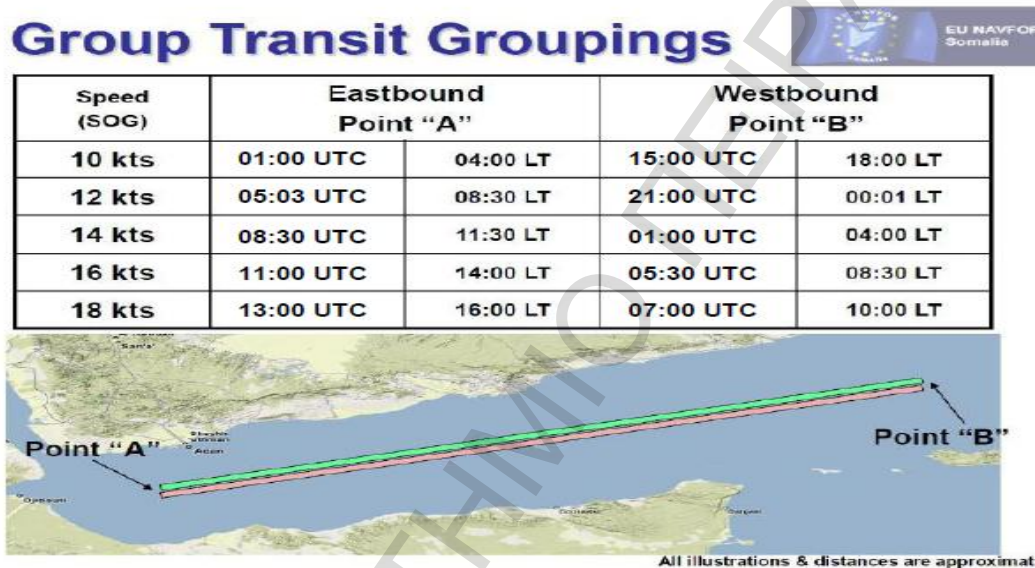 Group Transit Groupings
EU NAVFOR
Somalia
Speed
(SOG)
Eastbound
Point "A"
Westbound
Point "B"
10 kts 01:00 UTC 04:00 LT 15:00 UTC 18:00 LT
12 kts 05:03 UTC 08:30 LT 21:00 UTC 00:01 LT
14 kts 08:30 UTC 11:30 LT 01:00 UTC 04:00 LT
16 kts 11:00 UTC 14:00 LT 05:30 UTC 08:30 LT
18 kts 13:00 UTC 16:00 LT 07:00 UTC 10:00 LT
Point "A"
Aden
Point "B"
All illustrations & distances are approximat